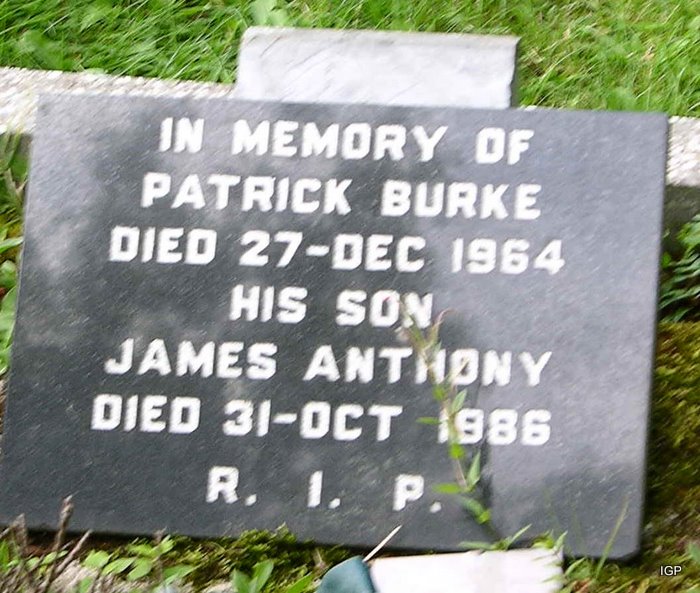 IN MEMORY OF
PATRICK BURKE
DIED 27-DEC 1964
HIS SON
JAMES ANTHONY
DIED 31-OCT 1986
R. I. P.
IGP